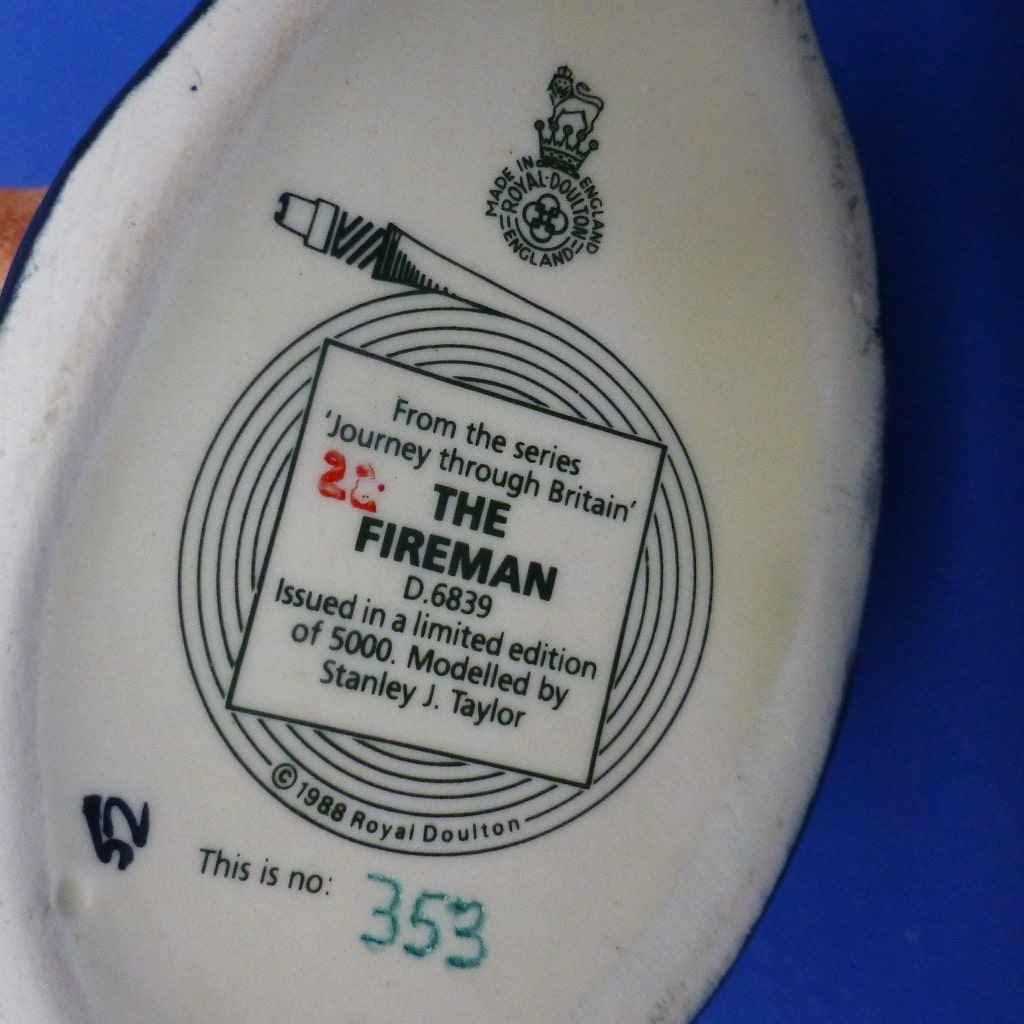 MADE IN ENGLAND
ROYAL·DOULTON
ENGLAND
From the series
'Journey through Britain'
THE
FIREMAN
D.6839
Issued in a limited edition
of 5000. Modelled by
Stanley J. Taylor
© 1988 Royal Doulton
52
This is no: 353